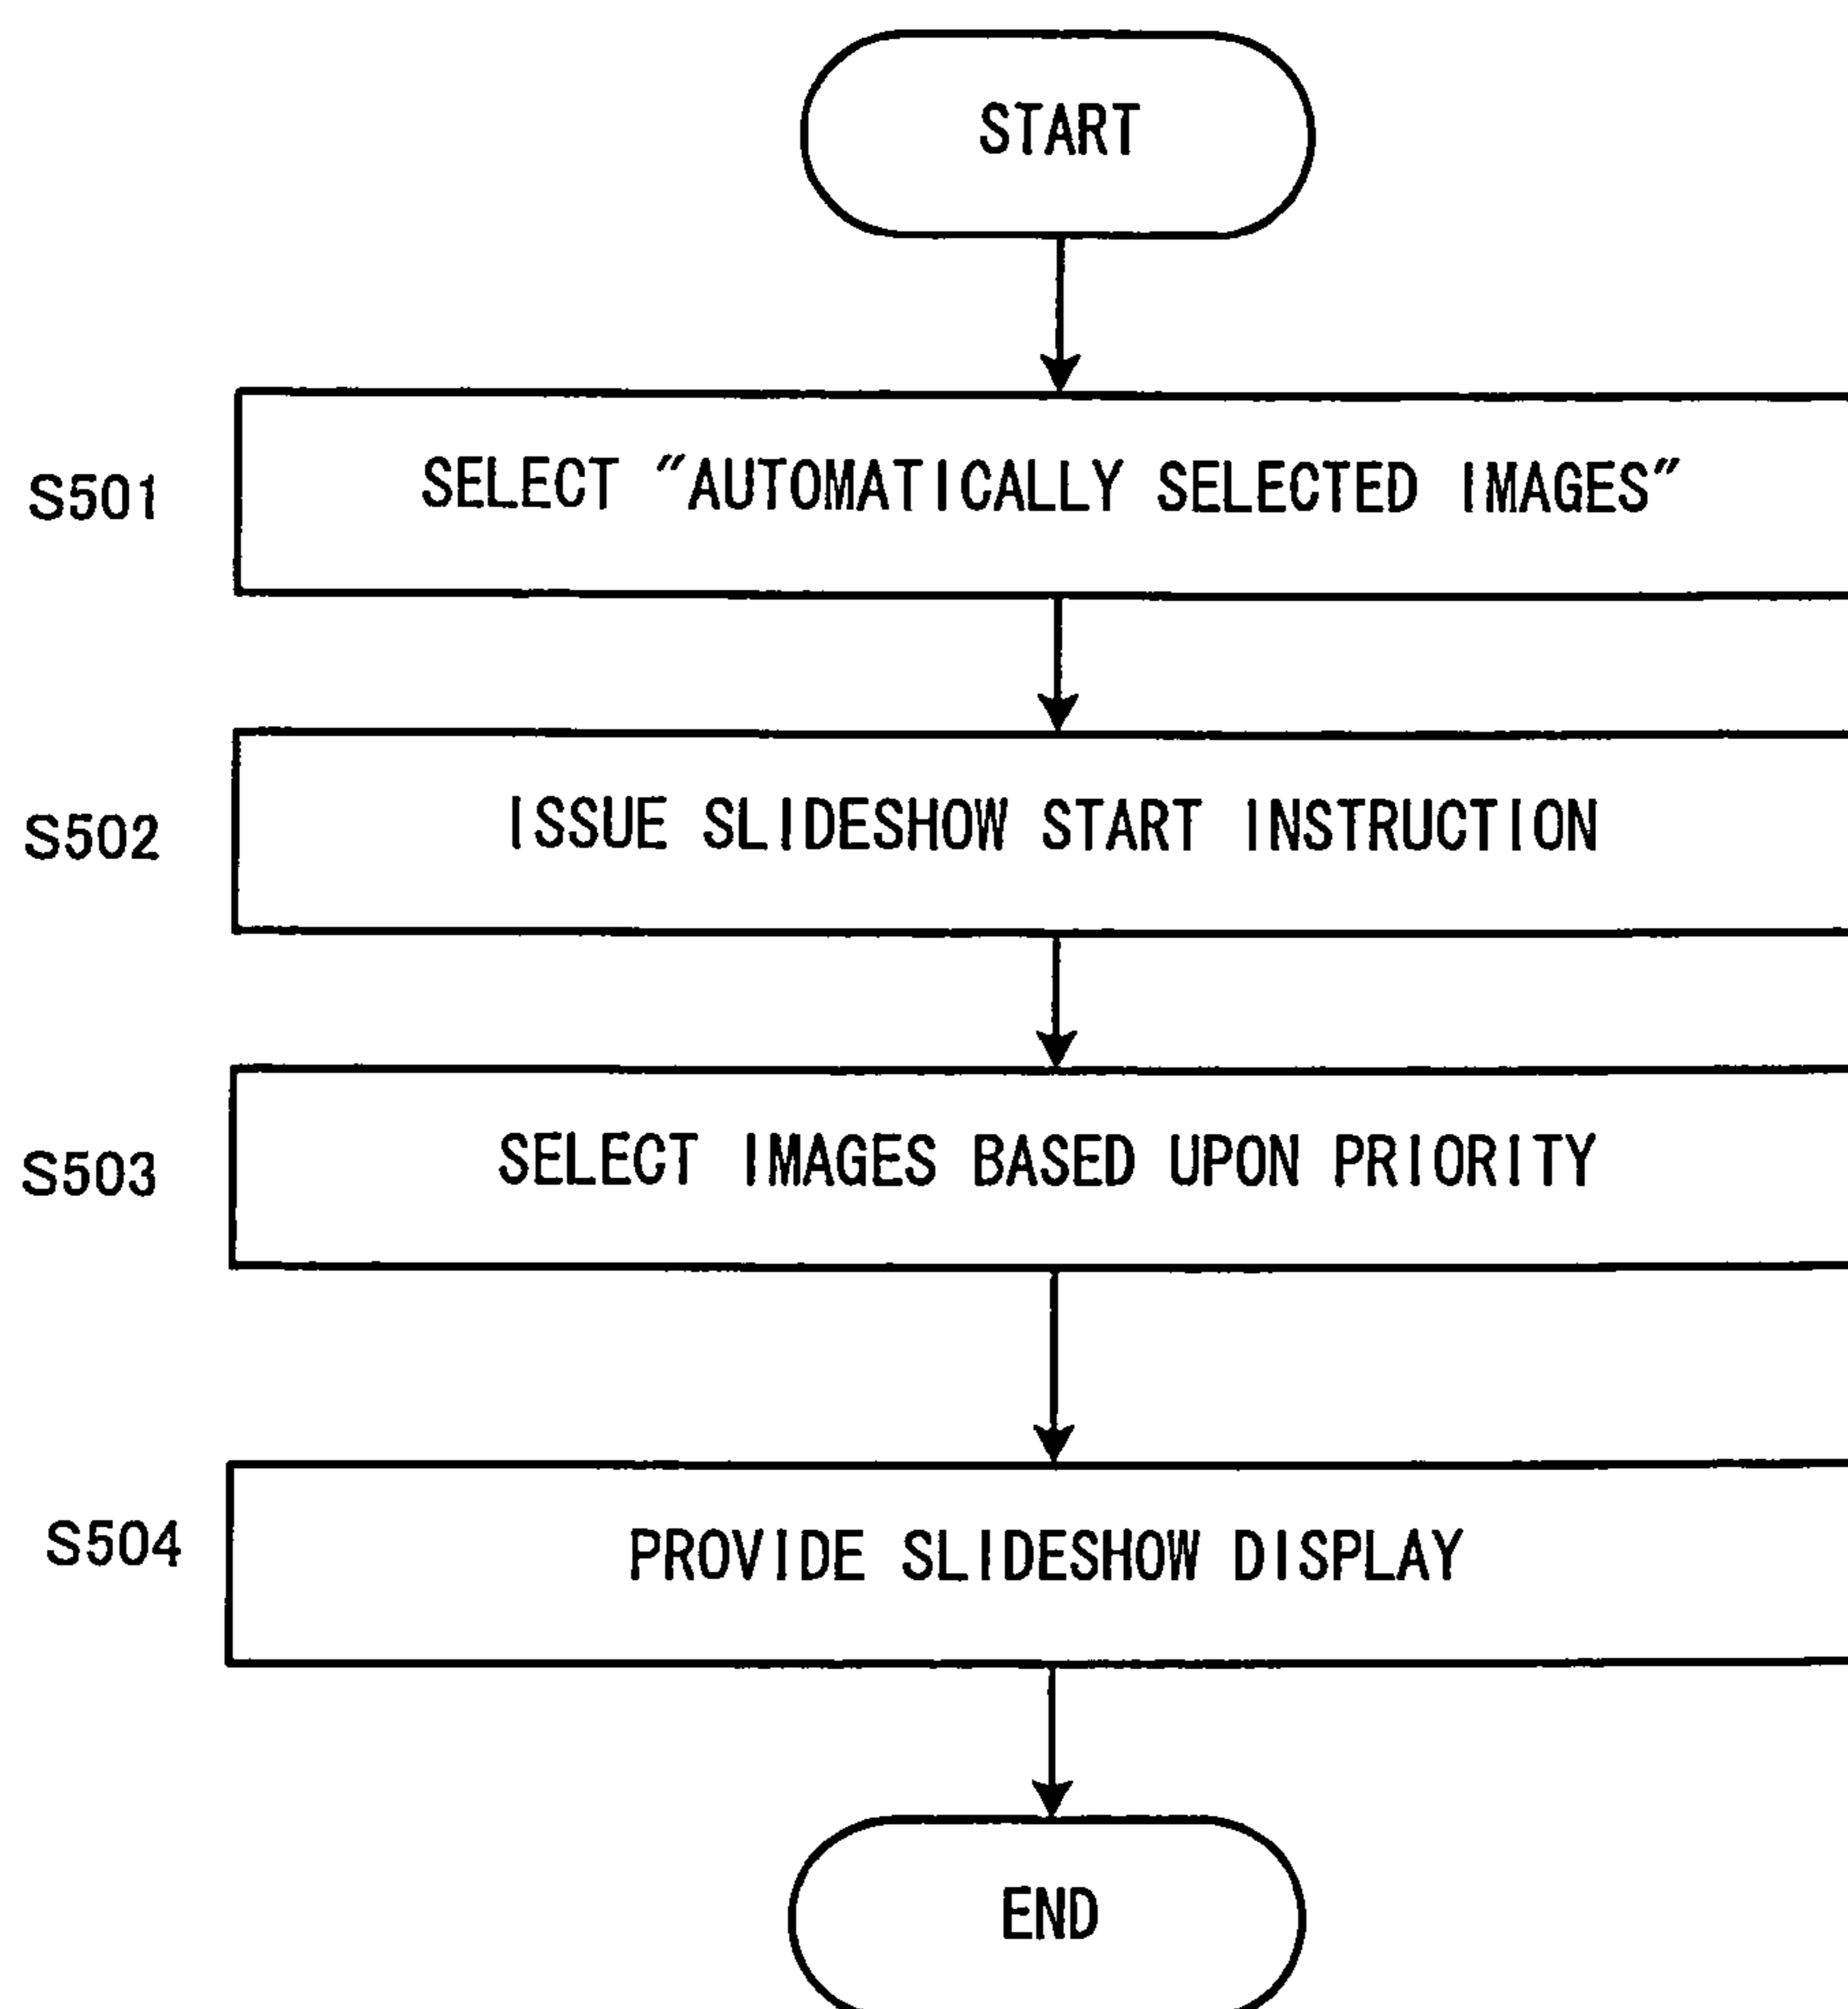 START
S501 SELECT "AUTOMATICALLY SELECTED IMAGES"
S502 ISSUE SLIDESHOW START INSTRUCTION
S503 SELECT IMAGES BASED UPON PRIORITY
S504 PROVIDE SLIDESHOW DISPLAY
END